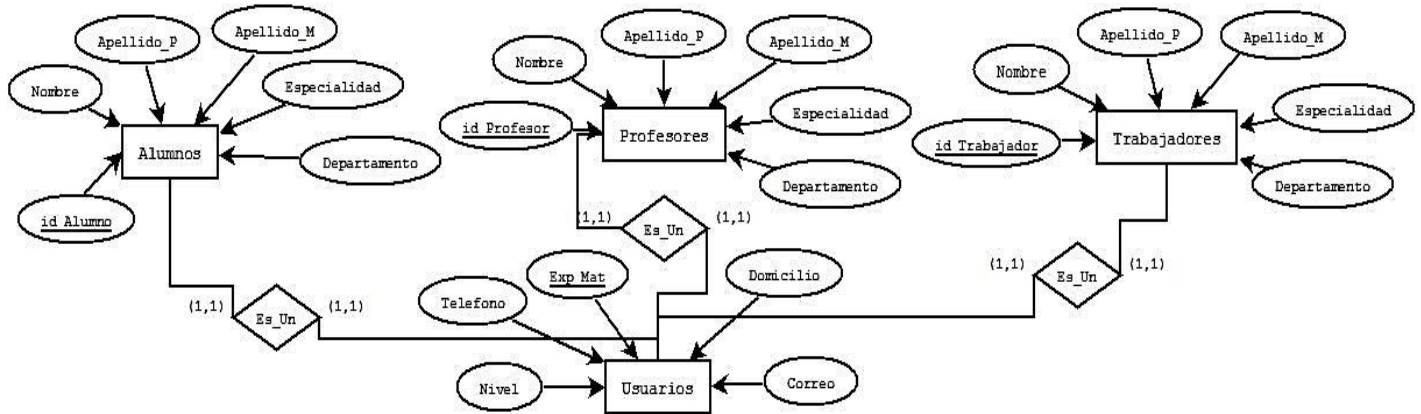 Apellido_P
Apellido_M
Nombre
Especialidad
Alumnos
Departamento
id Alumno
Apellido_P
Apellido_M
Nombre
Especialidad
id Profesor
Profesores
Departamento
Apellido_P
Apellido_M
Nombre
Especialidad
id Trabajador
Trabajadores
Departamento
(1,1)
Es_Un
(1,1)
(1,1)
Es_Un
(1,1)
(1,1)
Es_Un
(1,1)
Telefono
Exp Mat
Domicilio
Nivel
Usuarios
Correo